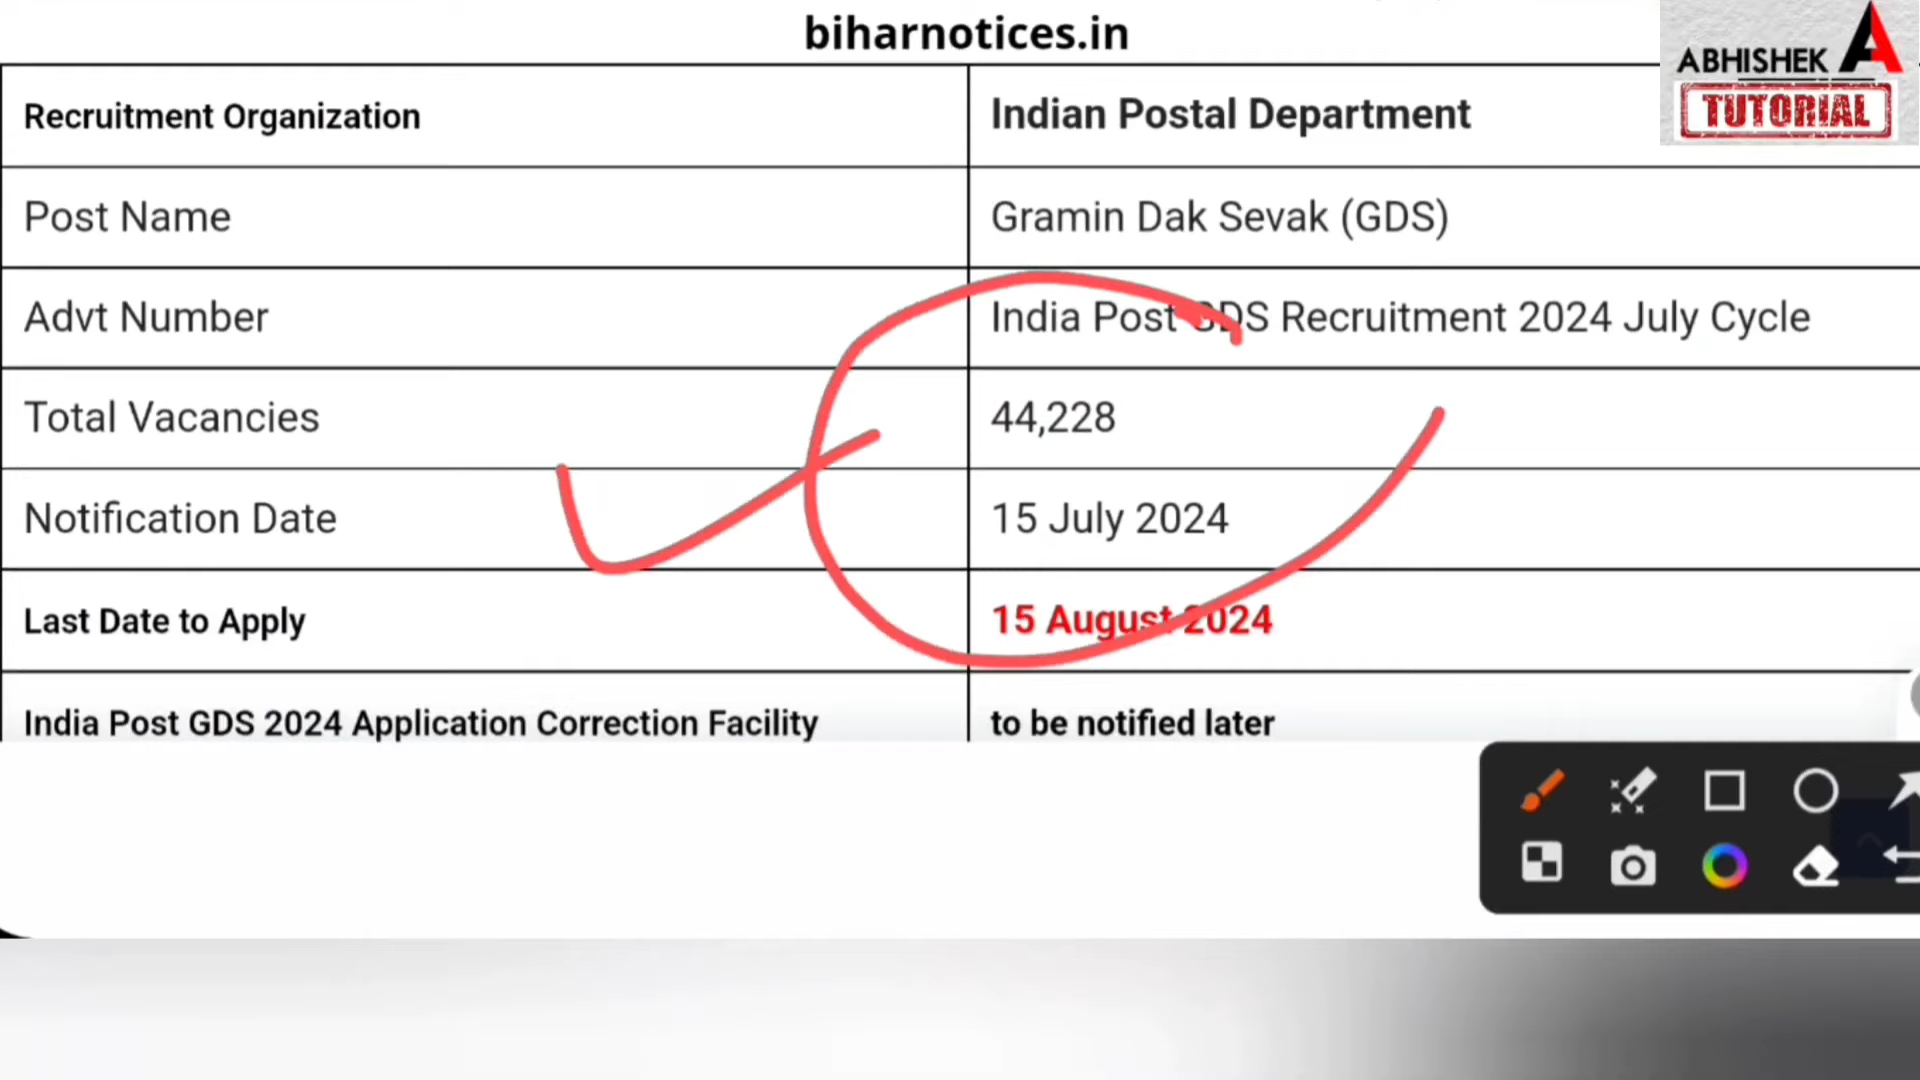 biharnotices.in
ABHISHEK
TUTORIAL
Recruitment Organization Indian Postal Department
Post Name Gramin Dak Sevak (GDS)
Advt Number India Post GDS Recruitment 2024 July Cycle
Total Vacancies 44,228
Notification Date 15 July 2024
Last Date to Apply 15 August 2024
India Post GDS 2024 Application Correction Facility to be notified later